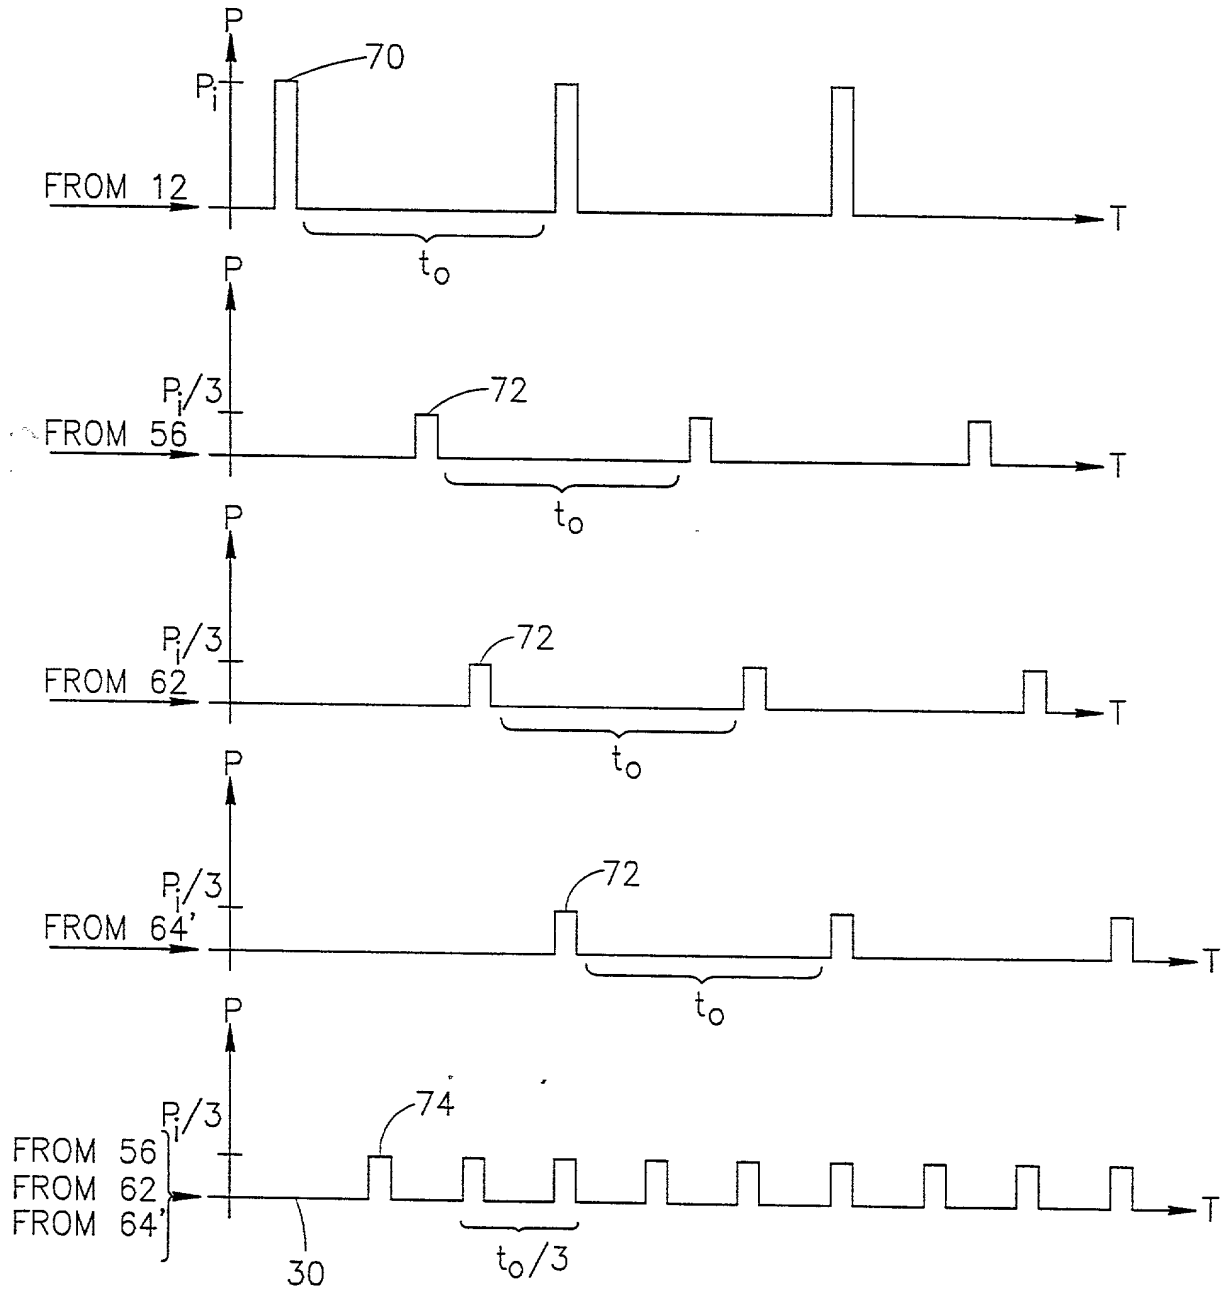 P
70
Pi
FROM 12
T
to
P
72
Pi/3
FROM 56
T
to
P
72
Pi/3
FROM 62
T
to
P
72
Pi/3
FROM 64'
T
to
P
74
Pi/3
FROM 56
FROM 62
FROM 64'
T
to/3
30